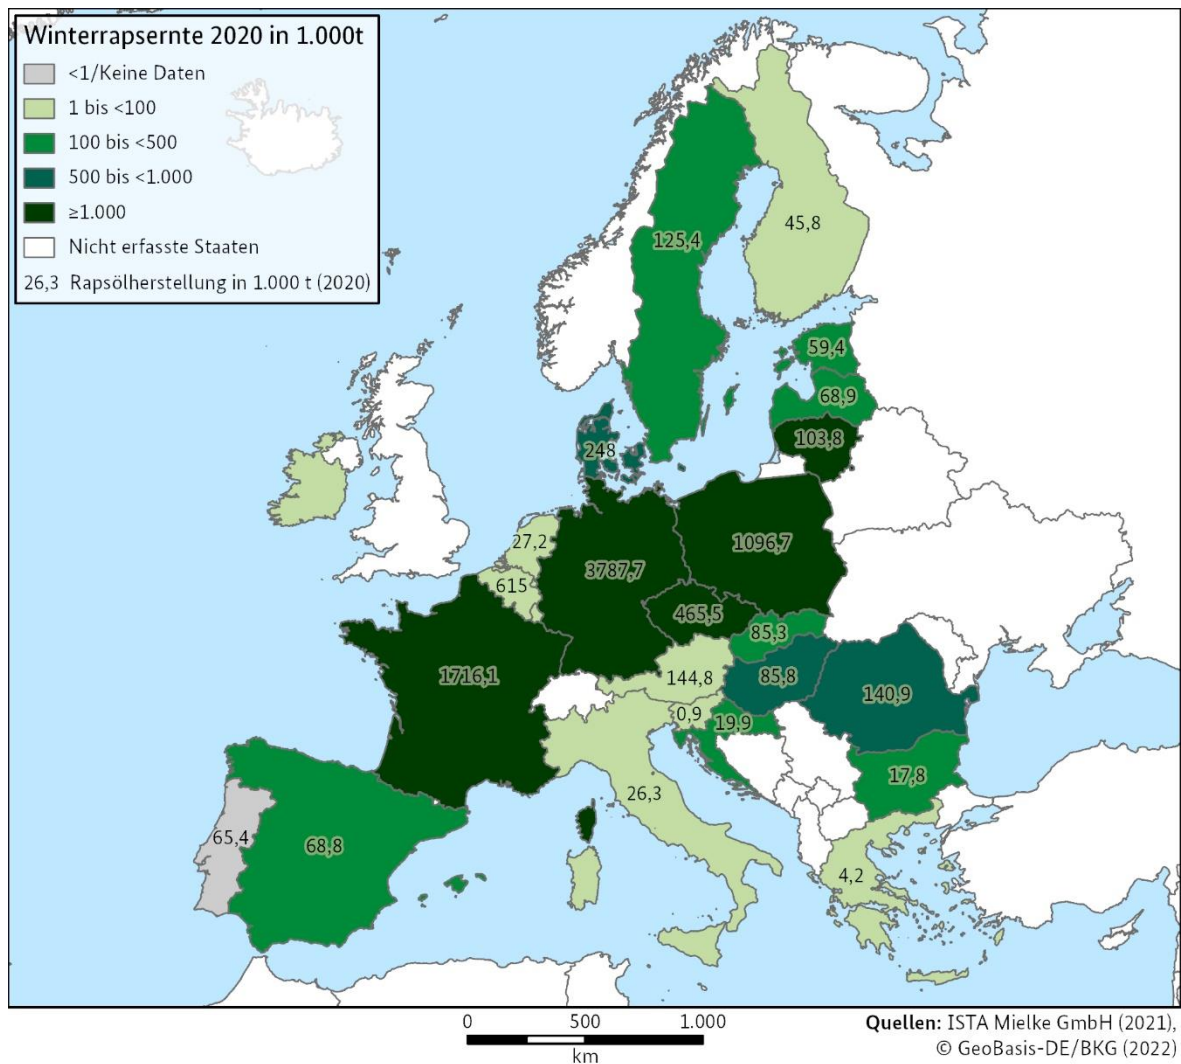 Winterrapsernte 2020 in 1.000t
<1/Keine Daten
1 bis <100
100 bis <500
500 bis <1.000
≥1.000
Nicht erfasste Staaten
26,3 Rapsölherstellung in 1.000 t (2020)
45,8
125,4
59,4
68,9
103,8
248
27,2
3787,7
1096,7
615
465,5
85,3
1716,1
144,8
85,8
140,9
0,9
19,9
17,8
26,3
65,4
68,8
4,2
0 500 1.000
km
Quellen: ISTA Mielke GmbH (2021),
© GeoBasis-DE/BKG (2022)